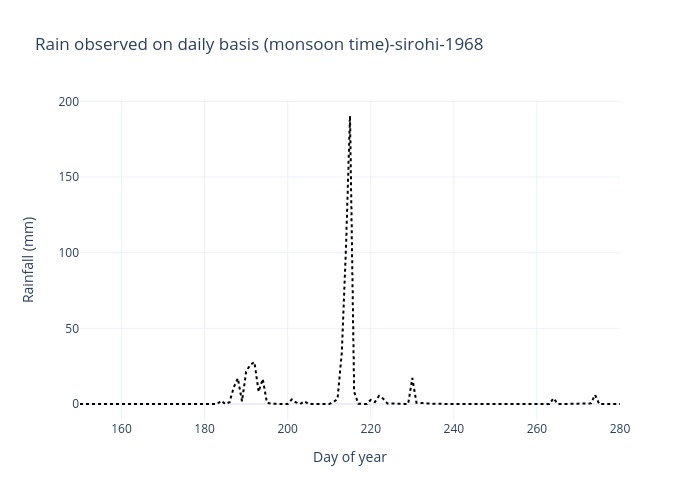 Rain observed on daily basis (monsoon time)-sirohi-1968
200
150
100
50
0
Rainfall (mm)
160 180 200 220 240 260 280
Day of year